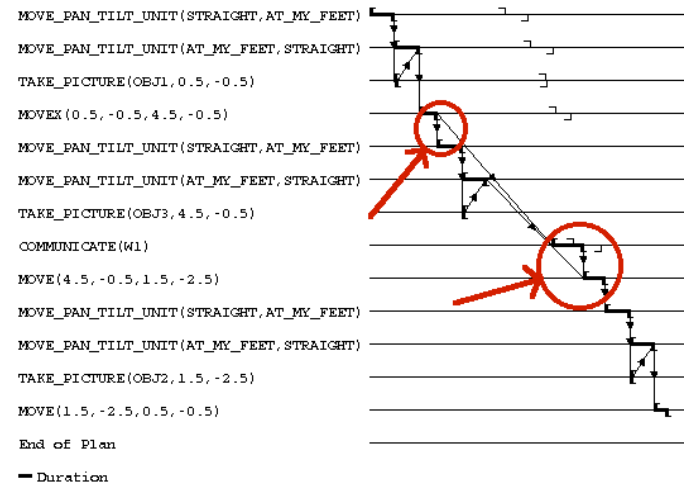 MOVE_PAN_TILT_UNIT(STRAIGHT,AT_MY_FEET)
MOVE_PAN_TILT_UNIT(AT_MY_FEET,STRAIGHT)
TAKE_PICTURE(OBJ1,0.5,-0.5)
MOVEX(0.5,-0.5,4.5,-0.5)
MOVE_PAN_TILT_UNIT(STRAIGHT,AT_MY_FEET)
MOVE_PAN_TILT_UNIT(AT_MY_FEET,STRAIGHT)
TAKE_PICTURE(OBJ3,4.5,-0.5)
COMMUNICATE(W1)
MOVE(4.5,-0.5,1.5,-2.5)
MOVE_PAN_TILT_UNIT(STRAIGHT,AT_MY_FEET)
MOVE_PAN_TILT_UNIT(AT_MY_FEET,STRAIGHT)
TAKE_PICTURE(OBJ2,1.5,-2.5)
MOVE(1.5,-2.5,0.5,-0.5)
End of Plan
Duration